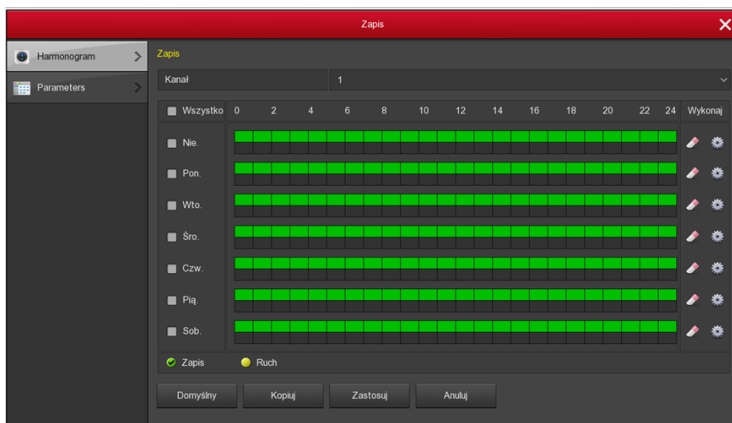 Zapis
Harmonogram
Parameters
Zapis
Kanał 1
Wszystko 0 2 4 6 8 10 12 14 16 18 20 22 24 Wykonaj
Nie.
Pon.
Wto.
Śro.
Czw.
Pią.
Sob.
Zapis Ruch
Domyślny Kopiuj Zastosuj Anuluj